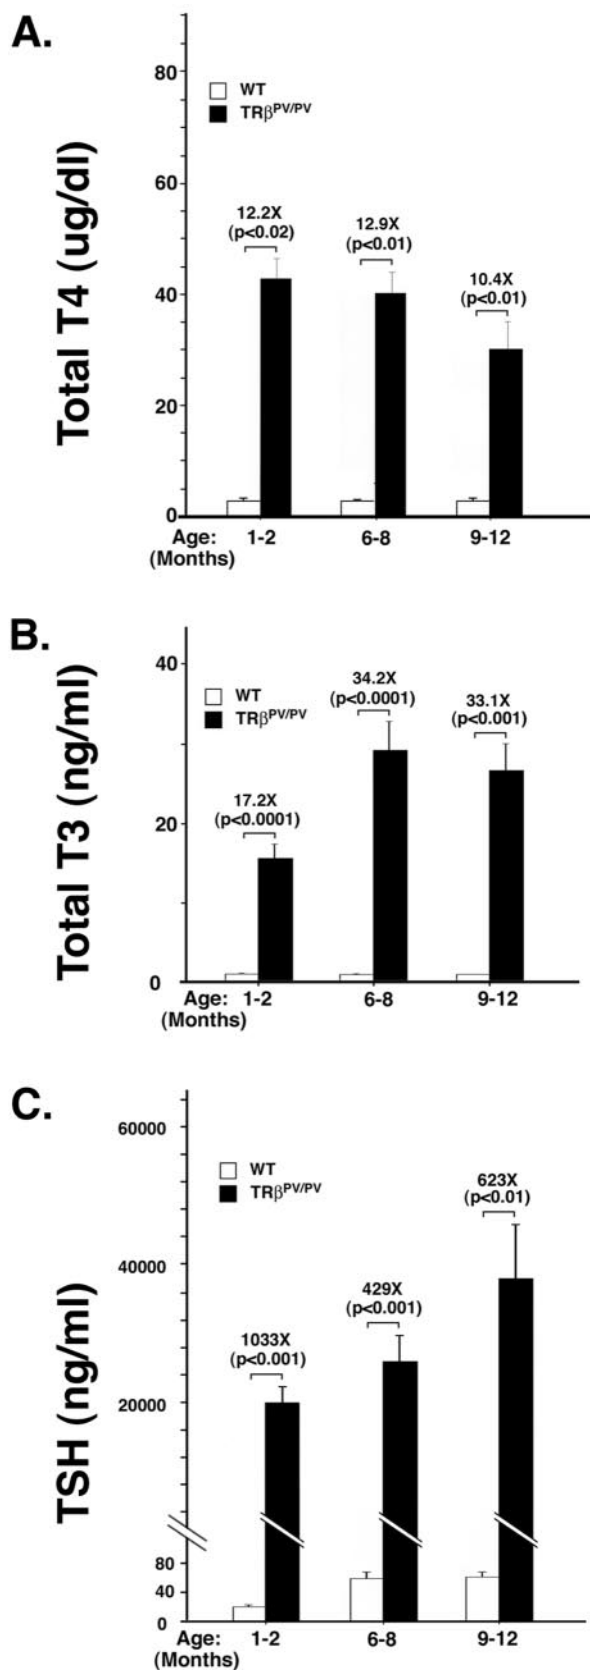 A.
Total T4 (ug/dl)
80
60
40
20
0
WT
TRβPV/PV
12.2X
(p<0.02)
12.9X
(p<0.01)
10.4X
(p<0.01)
Age: 1-2 6-8 9-12
(Months)
B.
Total T3 (ng/ml)
40
20
0
WT
TRβPV/PV
17.2X
(p<0.0001)
34.2X
(p<0.0001)
33.1X
(p<0.001)
Age: 1-2 6-8 9-12
(Months)
C.
TSH (ng/ml)
60000
40000
20000
80
40
0
WT
TRβPV/PV
1033X
(p<0.001)
429X
(p<0.001)
623X
(p<0.01)
Age: 1-2 6-8 9-12
(Months)